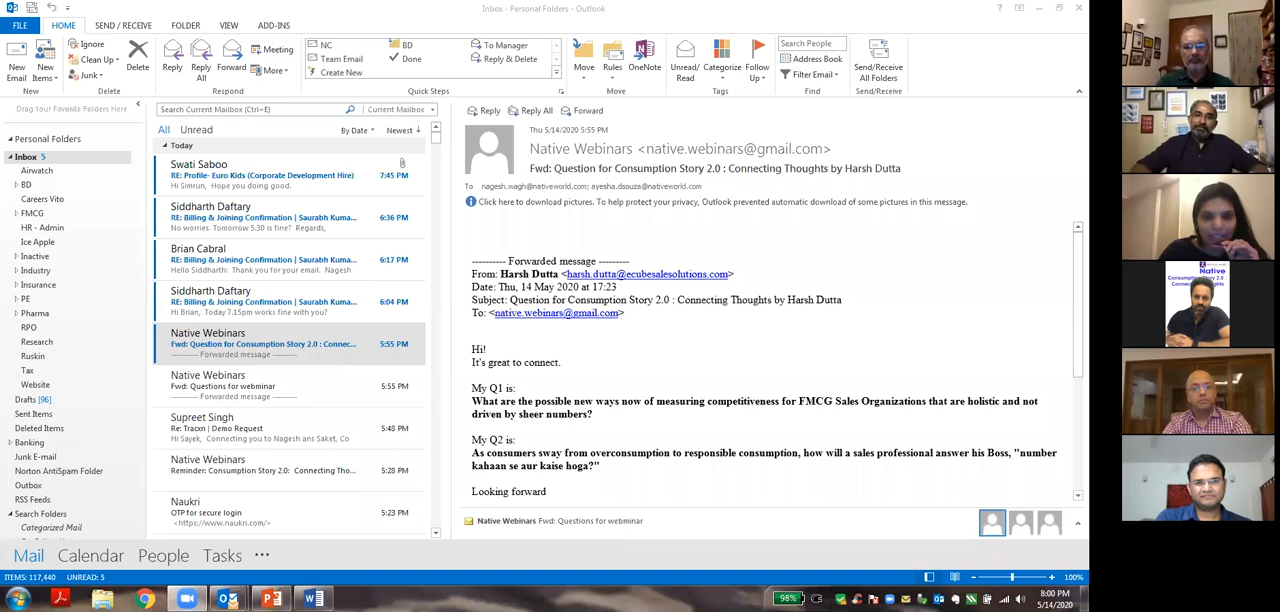 Inbox - Personal Folders - Outlook
FILE HOME SEND / RECEIVE FOLDER VIEW ADD-INS
New Email
New Items
Ignore
Clean Up
Junk
Delete
Reply
Reply All
Forward
Meeting
More
NC
Team Email
Create New
BD
Done
To Manager
Reply & Delete
Move
Rules
OneNote
Unread/ Read
Categorize
Follow Up
Search People
Address Book
Filter Email
Send/Receive All Folders
New Delete Respond Quick Steps Move Tags Find Send/Receive
Drag Your Favorite Folders Here
Personal Folders
Inbox 5
Airwatch
BD
Careers Vito
FMCG
HR - Admin
Ice Apple
Inactive
Industry
Insurance
PE
Pharma
RPO
Research
Ruskin
Tax
Website
Drafts [96]
Sent Items
Deleted Items
Banking
Junk E-mail
Norton AntiSpam Folder
Outbox
RSS Feeds
Search Folders
Categorized Mail
Search Current Mailbox (Ctrl+E) Current Mailbox
All Unread By Date Newest
Today
Swati Saboo
RE: Profile- Euro Kids (Corporate Development Hire) 7:45 PM
Hi Simrun, Hope you doing good.
Siddharth Daftary
RE: Billing & Joining Confirmation | Saurabh Kuma... 6:36 PM
No worries. Tomorrow 5.30 is fine? Regards,
Brian Cabral
RE: Billing & Joining Confirmation | Saurabh Kuma... 6:17 PM
Hello Siddharth: Thank you for your email. Nagesh
Siddharth Daftary
RE: Billing & Joining Confirmation | Saurabh Kuma... 6:04 PM
Hi Brian, Today 7.15pm works fine with you?
Native Webinars
Fwd: Question for Consumption Story 2.0 : Connec... 5:55 PM
---------- Forwarded message ---------
Native Webinars
Fwd: Questions for webminar 5:55 PM
---------- Forwarded message ---------
Supreet Singh
Re: Tracxn | Demo Request 5:48 PM
Hi Sayek, Connecting you to Nagesh ans Saket, Co
Native Webinars
Reminder: Consumption Story 2.0: Connecting Tho... 5:28 PM
Naukri
OTP for secure login 5:23 PM
<https://www.naukri.com/>
Reply Reply All Forward
Thu 5/14/2020 5:55 PM
Native Webinars <native.webinars@gmail.com>
Fwd: Question for Consumption Story 2.0 : Connecting Thoughts by Harsh Dutta
To nagesh.wagh@nativeworld.com; ayesha.dsouza@nativeworld.com
Click here to download pictures. To help protect your privacy, Outlook prevented automatic download of some pictures in this message.
---------- Forwarded message ---------
From: Harsh Dutta <harsh.dutta@ecubesalesolutions.com>
Date: Thu, 14 May 2020 at 17:23
Subject: Question for Consumption Story 2.0 : Connecting Thoughts by Harsh Dutta
To: <native.webinars@gmail.com>
Hi!
It's great to connect.
My Q1 is:
What are the possible new ways now of measuring competitiveness for FMCG Sales Organizations that are holistic and not
driven by sheer numbers?
My Q2 is:
As consumers sway from overconsumption to responsible consumption, how will a sales professional answer his Boss, "number
kahaan se aur kaise hoga?"
Looking forward
Native Webinars Fwd: Questions for webminar
Mail Calendar People Tasks •••
ITEMS: 117,440 UNREAD: 5 100%
98% 8:00 PM
5/14/2020
Native
Consumption Story 2.0 :
Connecting Thoughts